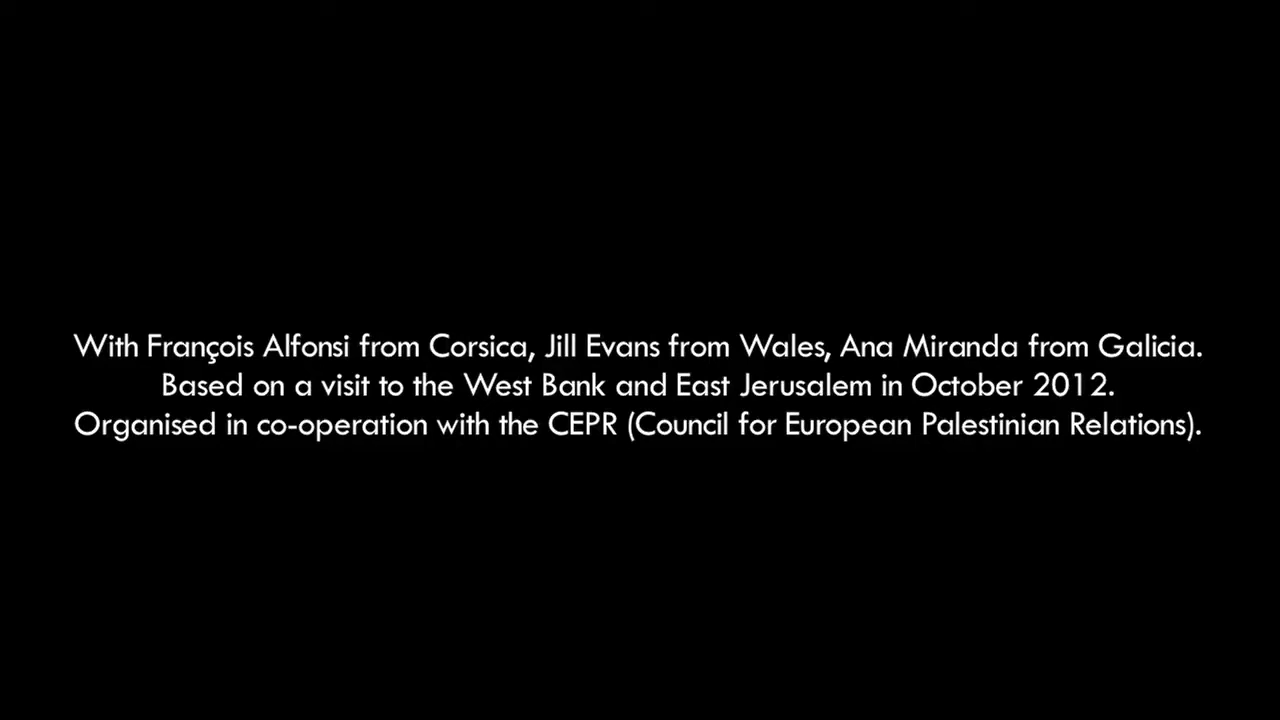 With François Alfonsi from Corsica, Jill Evans from Wales, Ana Miranda from Galicia.
Based on a visit to the West Bank and East Jerusalem in October 2012.
Organised in co-operation with the CEPR (Council for European Palestinian Relations).